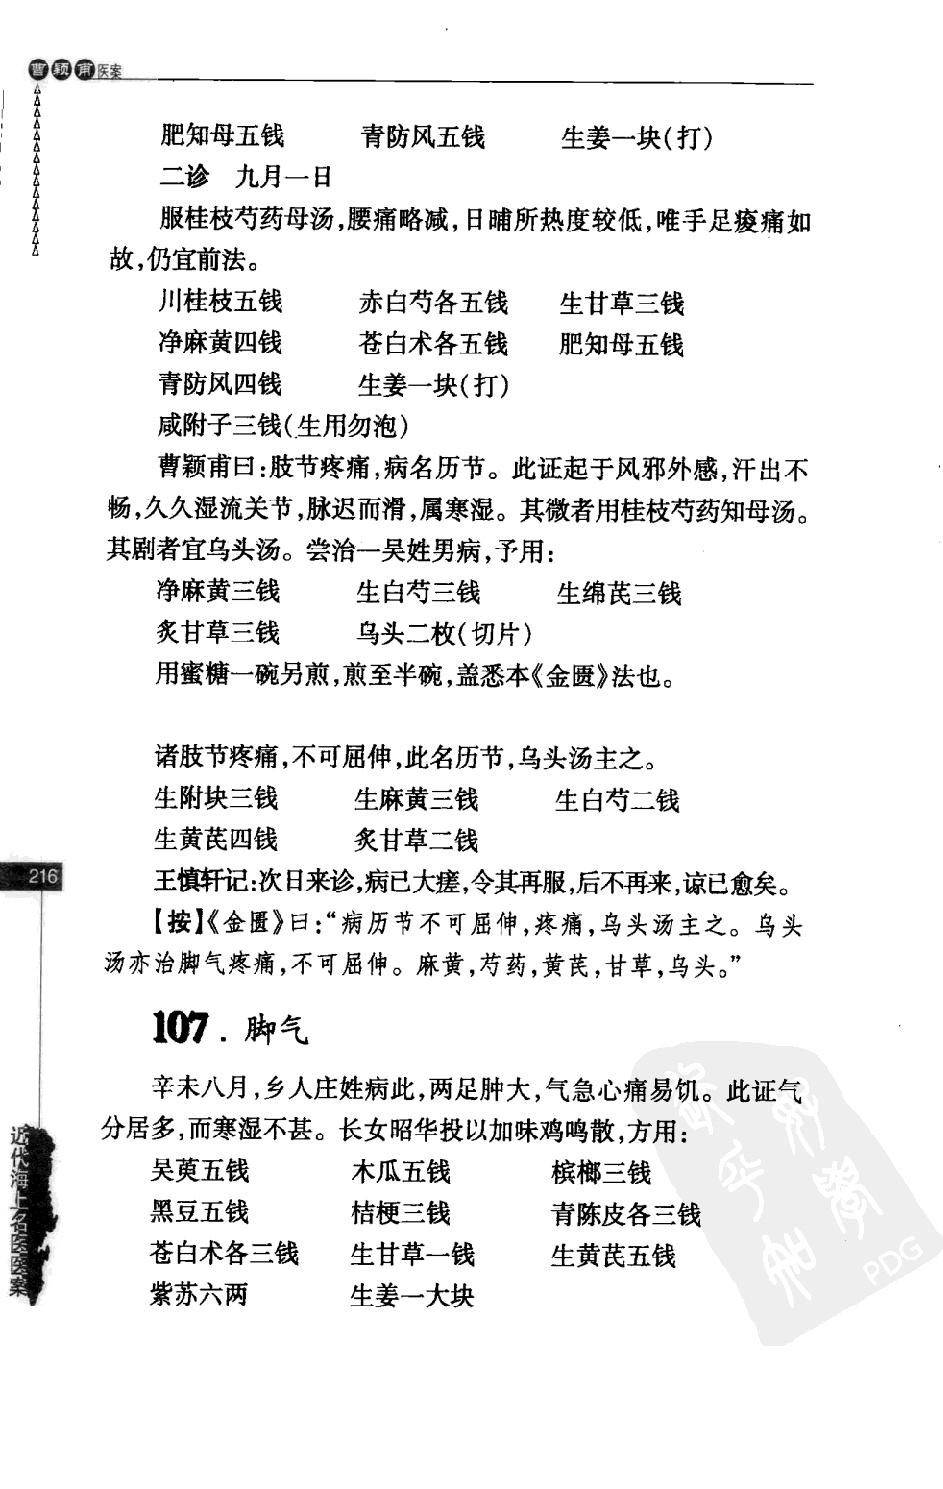 曹颖甫医案
肥知母五钱 青防风五钱 生姜一块(打)
二诊 九月一日
服桂枝芍药母汤,腰痛略减,日晡所热度较低,唯手足痠痛如
故,仍宜前法。
川桂枝五钱 赤白芍各五钱 生甘草三钱
净麻黄四钱 苍白术各五钱 肥知母五钱
青防风四钱 生姜一块(打)
咸附子三钱(生用勿泡)
曹颖甫曰:肢节疼痛,病名历节。此证起于风邪外感,汗出不
畅,久久湿流关节,脉迟而滑,属寒湿。其微者用桂枝芍药知母汤。
其剧者宜乌头汤。尝治一吴姓男病,予用:
净麻黄三钱 生白芍三钱 生绵芪三钱
炙甘草三钱 乌头二枚(切片)
用蜜糖一碗另煎,煎至半碗,盖悉本《金匮》法也。
诸肢节疼痛,不可屈伸,此名历节,乌头汤主之。
生附块三钱 生麻黄三钱 生白芍二钱
生黄芪四钱 炙甘草二钱
王慎轩记:次日来诊,病已大瘥,令其再服,后不再来,谅已愈矣。
【按】《金匮》曰:“病历节不可屈伸,疼痛,乌头汤主之。乌头
汤亦治脚气疼痛,不可屈伸。麻黄,芍药,黄芪,甘草,乌头。”
107.脚气
辛未八月,乡人庄姓病此,两足肿大,气急心痛易饥。此证气
分居多,而寒湿不甚。长女昭华投以加味鸡鸣散,方用:
吴萸五钱 木瓜五钱 槟榔三钱
黑豆五钱 桔梗三钱 青陈皮各三钱
苍白术各三钱 生甘草一钱 生黄芪五钱
紫苏六两 生姜一大块
216
近代海上名医医案
PDG